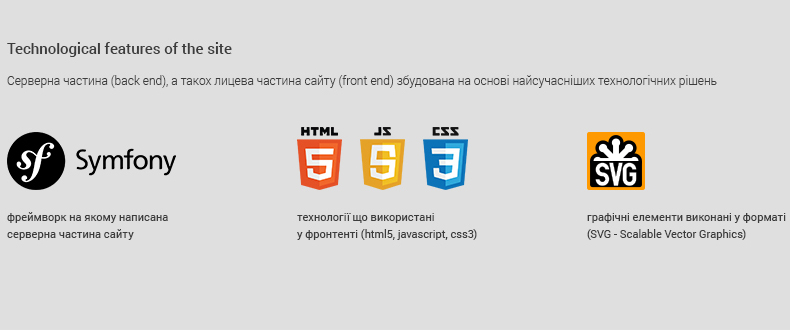 Technological features of the site
Серверна частина (back end), а такох лицева частина сайту (front end) збудована на основі найсучасніших технологічних рішень
HTML JS CSS
sf Symfony 5 5 3 SVG
фреймворк на якому написана
серверна частина сайту
технології що використані
у фронтенті (html5, javascript, css3)
графічні елементи виконані у форматі
(SVG - Scalable Vector Graphics)